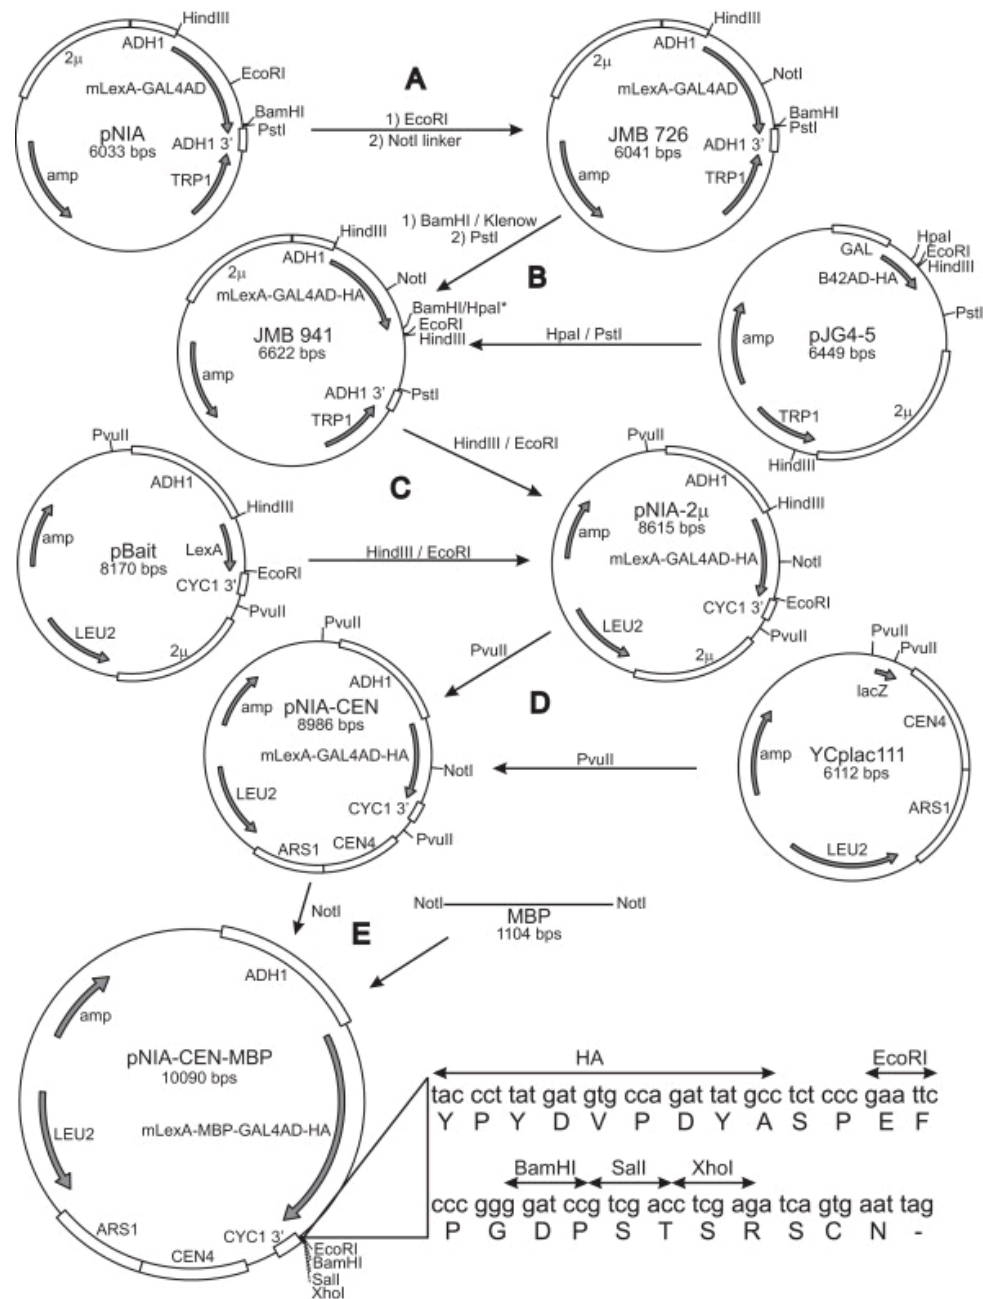 HindIII
ADH1
2μ
EcoRI
mLexA-GAL4AD
BamHI
PstI
pNIA
6033 bps
ADH1 3'
amp
TRP1
A
1) EcoRI
2) NotI linker
HindIII
ADH1
2μ
NotI
mLexA-GAL4AD
BamHI
PstI
JMB 726
6041 bps
ADH1 3'
amp
TRP1
1) BamHI / Klenow
2) PstI
B
HindIII
ADH1
2μ
NotI
mLexA-GAL4AD-HA
BamHI/HpaI*
EcoRI
HindIII
JMB 941
6622 bps
amp
ADH1 3'
PstI
TRP1
HpaI / PstI
GAL
HpaI
EcoRI
HindIII
B42AD-HA
PstI
pJG4-5
6449 bps
amp
TRP1
2μ
HindIII
HindIII / EcoRI
C
PvuII
ADH1
HindIII
amp
pBait
8170 bps
LexA
EcoRI
CYC1 3'
PvuII
LEU2
2μ
HindIII / EcoRI
PvuII
ADH1
HindIII
pNIA-2μ
8615 bps
amp
mLexA-GAL4AD-HA
NotI
CYC1 3'
EcoRI
PvuII
LEU2
2μ
PvuII
D
PvuII
ADH1
amp
pNIA-CEN
8986 bps
mLexA-GAL4AD-HA
NotI
LEU2
CYC1 3'
PvuII
ARS1
CEN4
PvuII
PvuII
PvuII
lacZ
CEN4
amp
YCplac111
6112 bps
ARS1
LEU2
NotI
E
NotI
NotI
MBP
1104 bps
ADH1
amp
pNIA-CEN-MBP
10090 bps
LEU2
mLexA-MBP-GAL4AD-HA
ARS1
CYC1 3'
CEN4
EcoRI
BamHI
SalI
XhoI
HA
EcoRI
tac cct tat gat gtg cca gat tat gcc tct ccc gaa ttc
Y P Y D V P D Y A S P E F
BamHI
SalI
XhoI
ccc ggg gat ccg tcg acc tcg aga tca gtg aat tag
P G D P S T S R S C N -